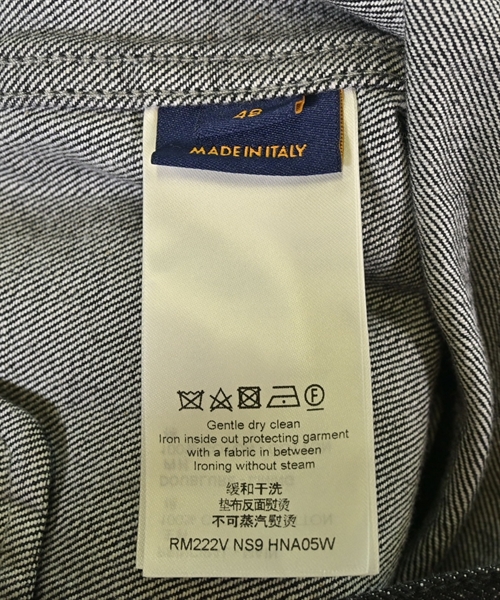 48
MADE IN ITALY
Gentle dry clean
Iron inside out protecting garment
with a fabric in between
Ironing without steam
缓和干洗
垫布反面熨烫
不可蒸汽熨烫
RM222V NS9 HNA05W